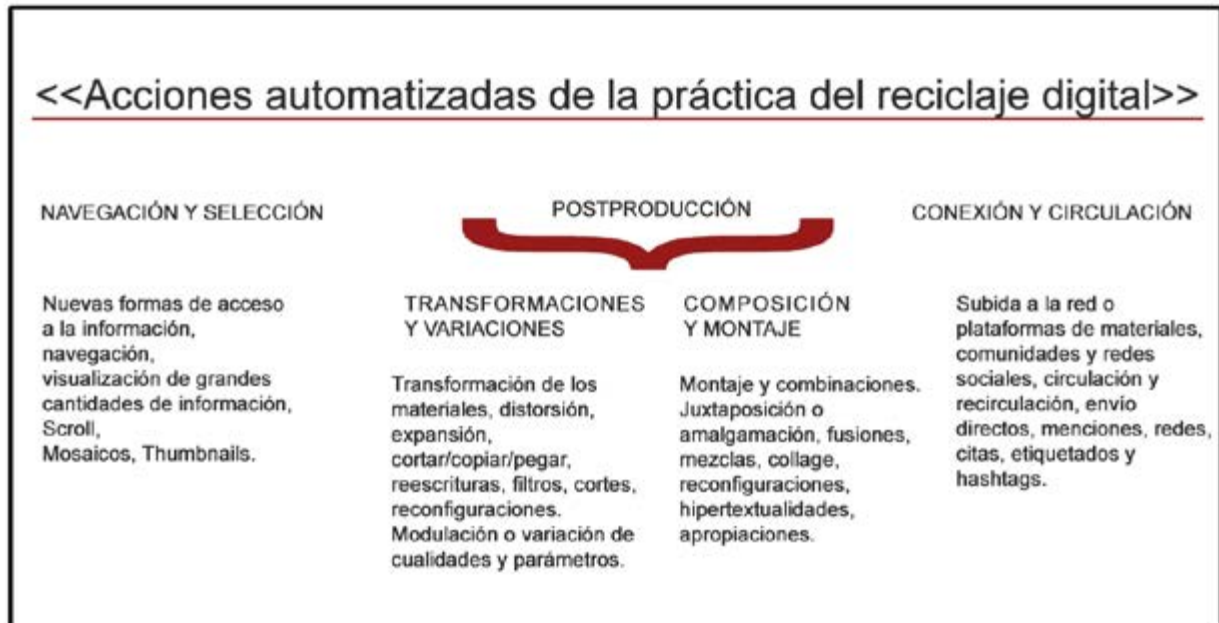 <<Acciones automatizadas de la práctica del reciclaje digital>>
NAVEGACIÓN Y SELECCIÓN
Nuevas formas de acceso
a la información,
navegación,
visualización de grandes
cantidades de información,
Scroll,
Mosaicos, Thumbnails.
POSTPRODUCCIÓN
TRANSFORMACIONES
Y VARIACIONES
Transformación de los
materiales, distorsión,
expansión,
cortar/copiar/pegar,
reescrituras, filtros, cortes,
reconfiguraciones.
Modulación o variación de
cualidades y parámetros.
COMPOSICIÓN
Y MONTAJE
Montaje y combinaciones.
Juxtaposición o
amalgamación, fusiones,
mezclas, collage,
reconfiguraciones,
hipertextualidades,
apropiaciones.
CONEXIÓN Y CIRCULACIÓN
Subida a la red o
plataformas de materiales,
comunidades y redes
sociales, circulación y
recirculación, envío
directos, menciones, redes,
citas, etiquetados y
hashtags.